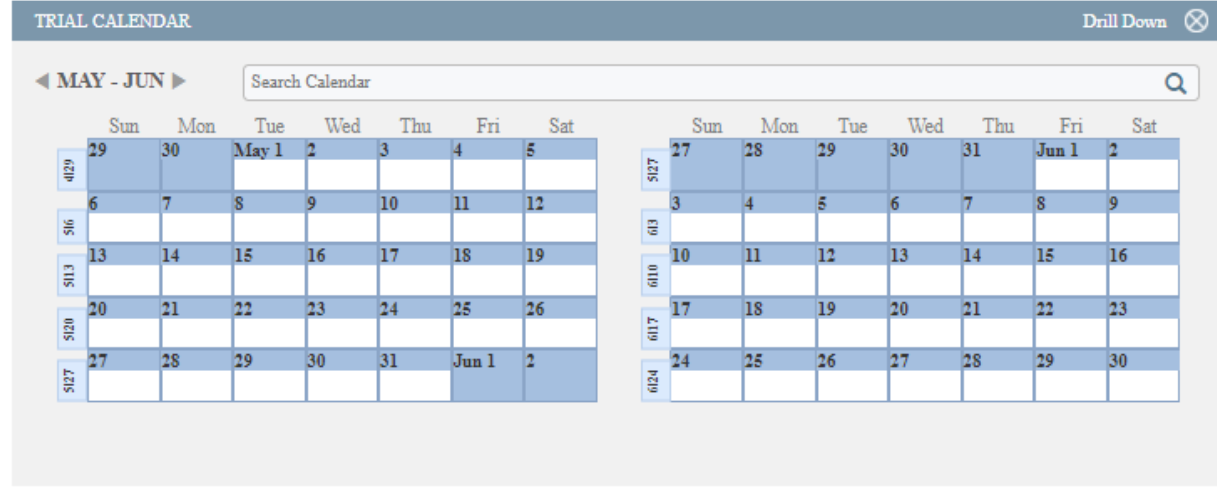 TRIAL CALENDAR Drill Down
MAY - JUN Search Calendar
Sun Mon Tue Wed Thu Fri Sat
4|29 29 30 May 1 2 3 4 5
5|6 6 7 8 9 10 11 12
5|13 13 14 15 16 17 18 19
5|20 20 21 22 23 24 25 26
5|27 27 28 29 30 31 Jun 1 2
Sun Mon Tue Wed Thu Fri Sat
5|27 27 28 29 30 31 Jun 1 2
6|3 3 4 5 6 7 8 9
6|10 10 11 12 13 14 15 16
6|17 17 18 19 20 21 22 23
6|24 24 25 26 27 28 29 30